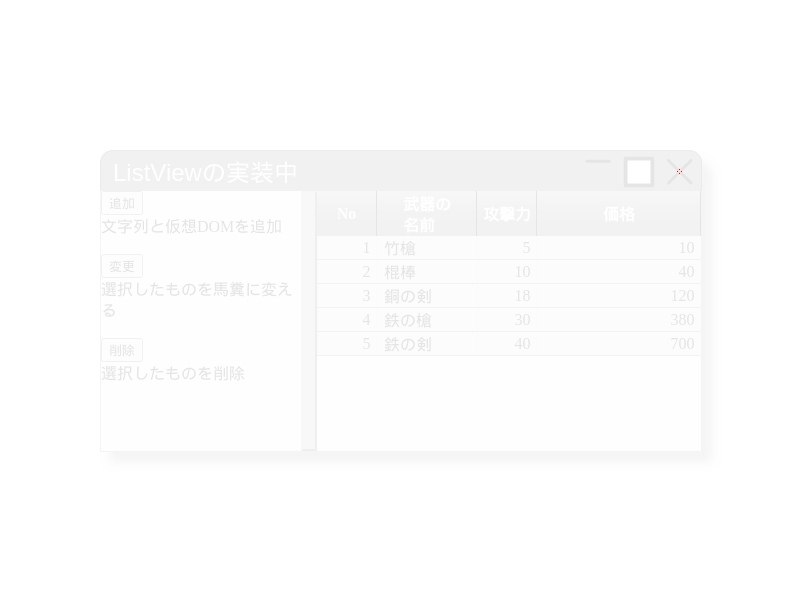 ListViewの実装中
追加
文字列と仮想DOMを追加
変更
選択したものを馬糞に変え
る
削除
選択したものを削除
No 武器の名前 攻撃力 価格
1 竹槍 5 10
2 棍棒 10 40
3 鋼の剣 18 120
4 鉄の槍 30 380
5 鉄の剣 40 700